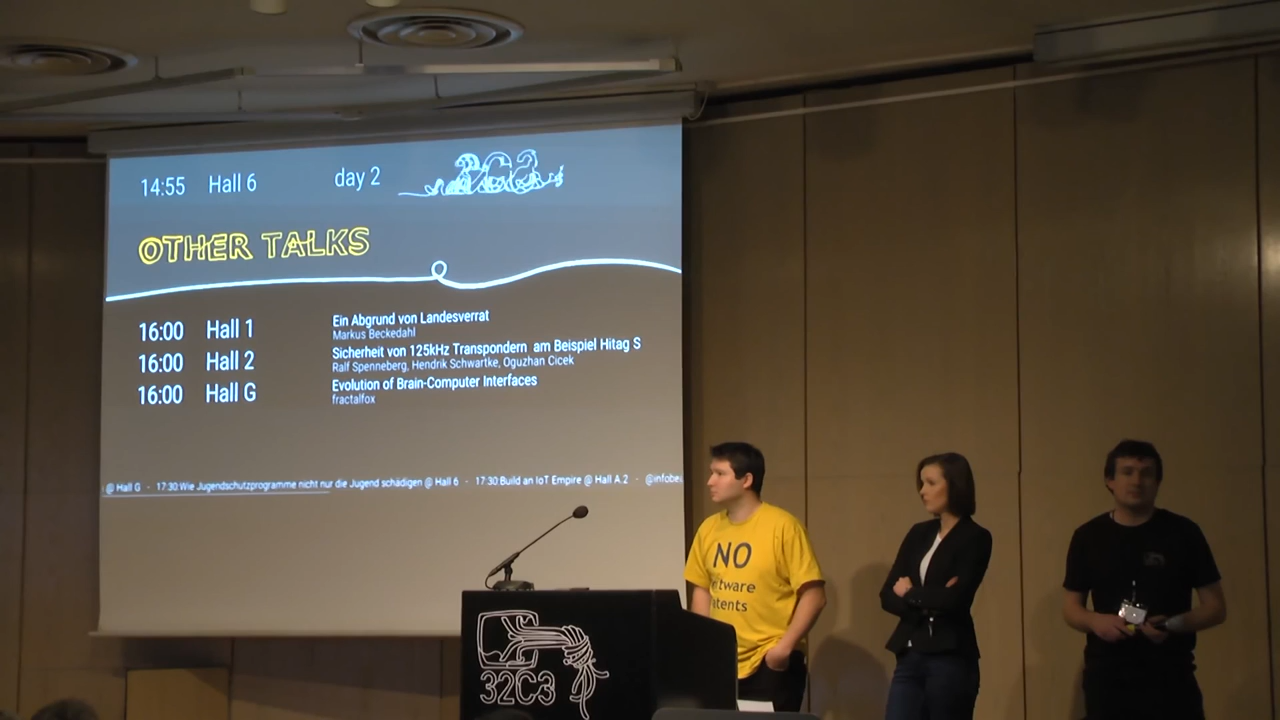 14:55 Hall 6 day 2 32C3
OTHER TALKS
16:00 Hall 1 Ein Abgrund von Landesverrat
Markus Beckedahl
16:00 Hall 2 Sicherheit von 125kHz Transpondern am Beispiel Hitag S
Ralf Spenneberg, Hendrik Schwartke, Oguzhan Cicek
16:00 Hall G Evolution of Brain-Computer Interfaces
fractalfox
@ Hall G - 17:30:Wie Jugendschutzprogramme nicht nur die Jugend schädigen @ Hall 6 - 17:30:Build an IoT Empire @ Hall A.2 - @infobe
NO
tware
tents
32C3